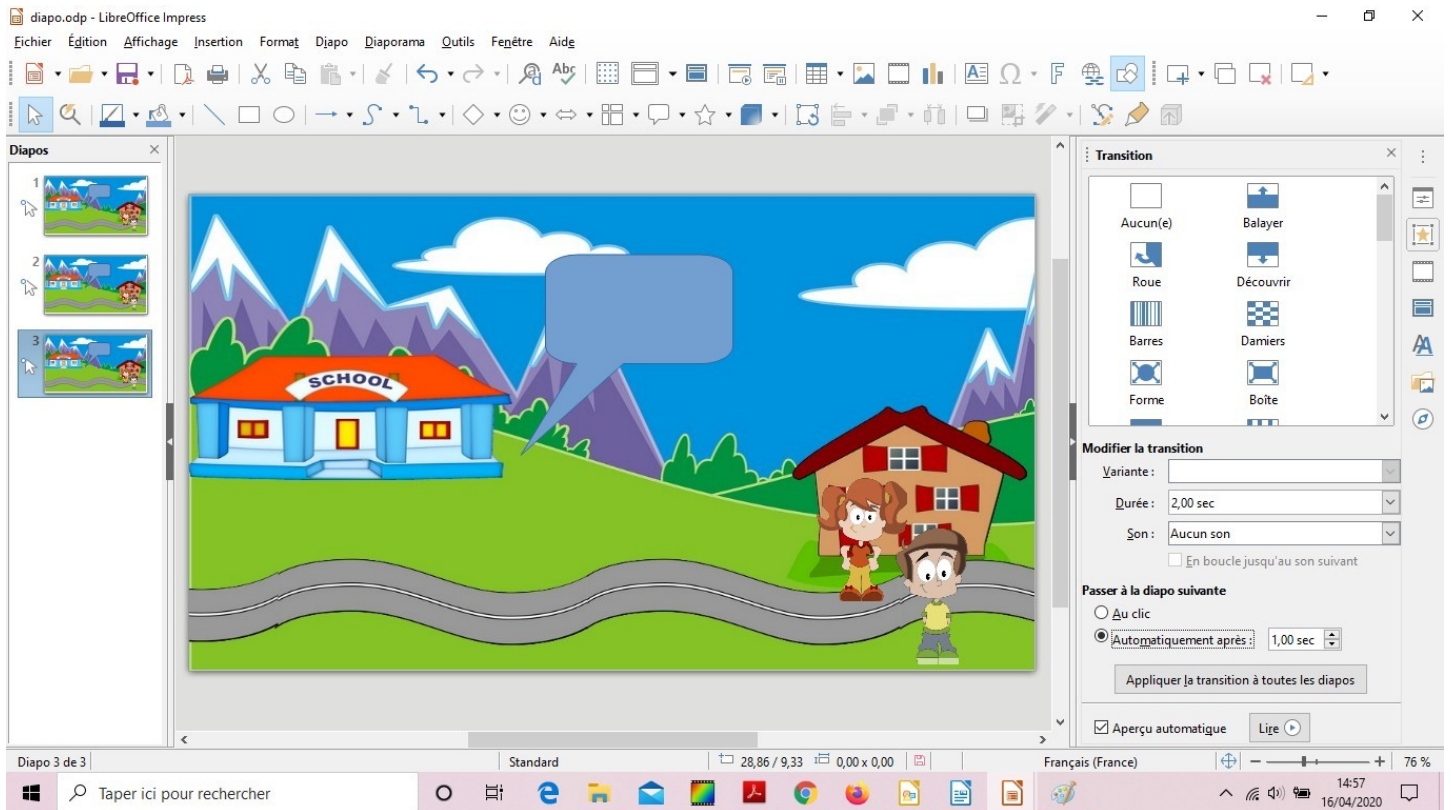 diapo.odp - LibreOffice Impress
Fichier Édition Affichage Insertion Format Diapo Diaporama Outils Fenêtre Aide
Diapos
1
2
3
SCHOOL
Transition
Aucun(e) Balayer
Roue Découvrir
Barres Damiers
Forme Boîte
Modifier la transition
Variante :
Durée : 2,00 sec
Son : Aucun son
En boucle jusqu'au son suivant
Passer à la diapo suivante
Au clic
Automatiquement après : 1,00 sec
Appliquer la transition à toutes les diapos
Aperçu automatique Lire
Diapo 3 de 3 Standard 28,86 / 9,33 0,00 x 0,00 Français (France) 76 %
Taper ici pour rechercher
14:57
16/04/2020